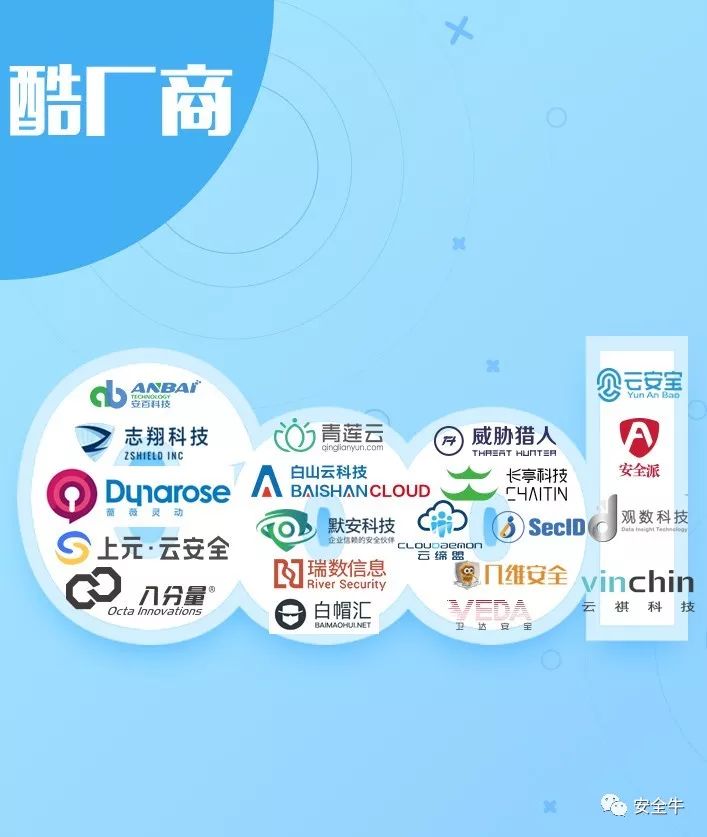 酷厂商
ANBAI
TECHNOLOGY
安百科技
志翔科技
ZSHIELD INC
Dynarose
蔷薇灵动
上元·云安全
八分量®
Octa Innovations
青莲云
qinglianyun.com
白山云科技
BAISHANCLOUD
默安科技
企业信赖的安全伙伴
瑞数信息
River Security
白帽汇
BAIMAOHUI.NET
威胁猎人
THREAT HUNTER
长亭科技
CHAITIN
CLOUDAEMON
云缔盟
SecID
几维安全
VEDA
卫达安全
云安宝
Yun An Bao
安全派
观数科技
Data Insight Technology
vinchin
云祺科技
安全牛